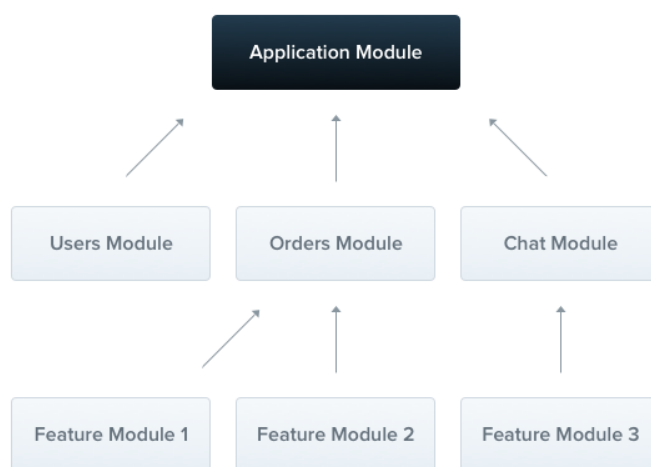 Application Module
Users Module
Orders Module
Chat Module
Feature Module 1
Feature Module 2
Feature Module 3